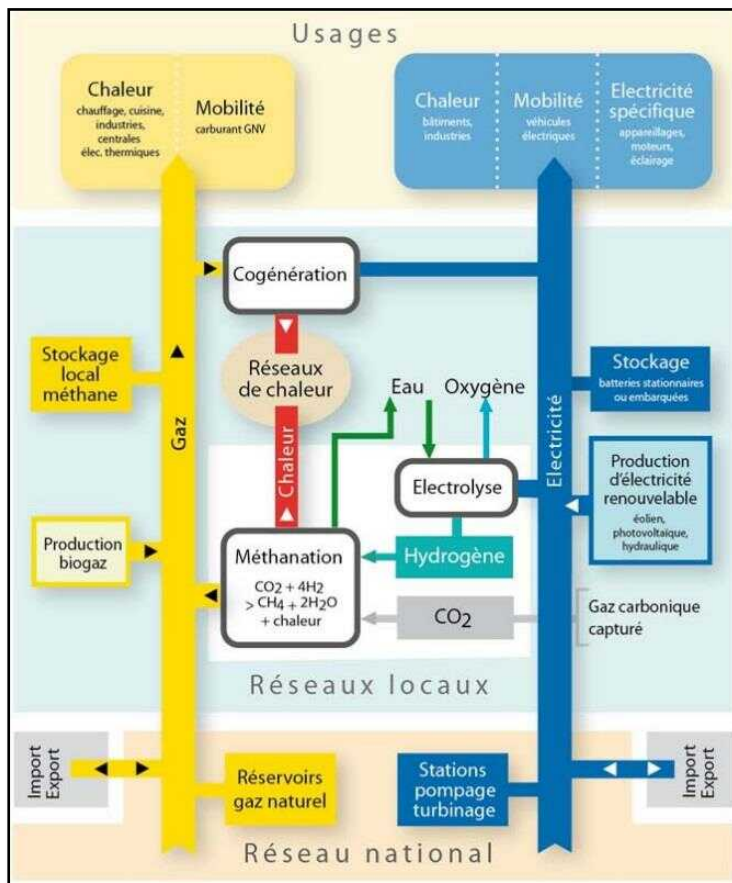 Usages
Chaleur
chauffage, cuisine,
industries,
centrales
élec. thermiques
Mobilité
carburant GNV
Chaleur
bâtiments,
industries
Mobilité
véhicules
électriques
Electricité
spécifique
appareillages,
moteurs,
éclairage
Cogénération
Stockage
local
méthane
Réseaux
de chaleur
Eau
Oxygène
Stockage
batteries stationnaires
ou embarquées
Gaz
Chaleur
Electricité
Electrolyse
Production
d'électricité
renouvelable
éolien,
photovoltaïque,
hydraulique
Production
biogaz
Méthanation
CO2 + 4H2
> CH4 + 2H2O
+ chaleur
Hydrogène
CO2
Gaz carbonique
capturé
Réseaux locaux
Import
Export
Réservoirs
gaz naturel
Stations
pompage
turbinage
Import
Export
Réseau national